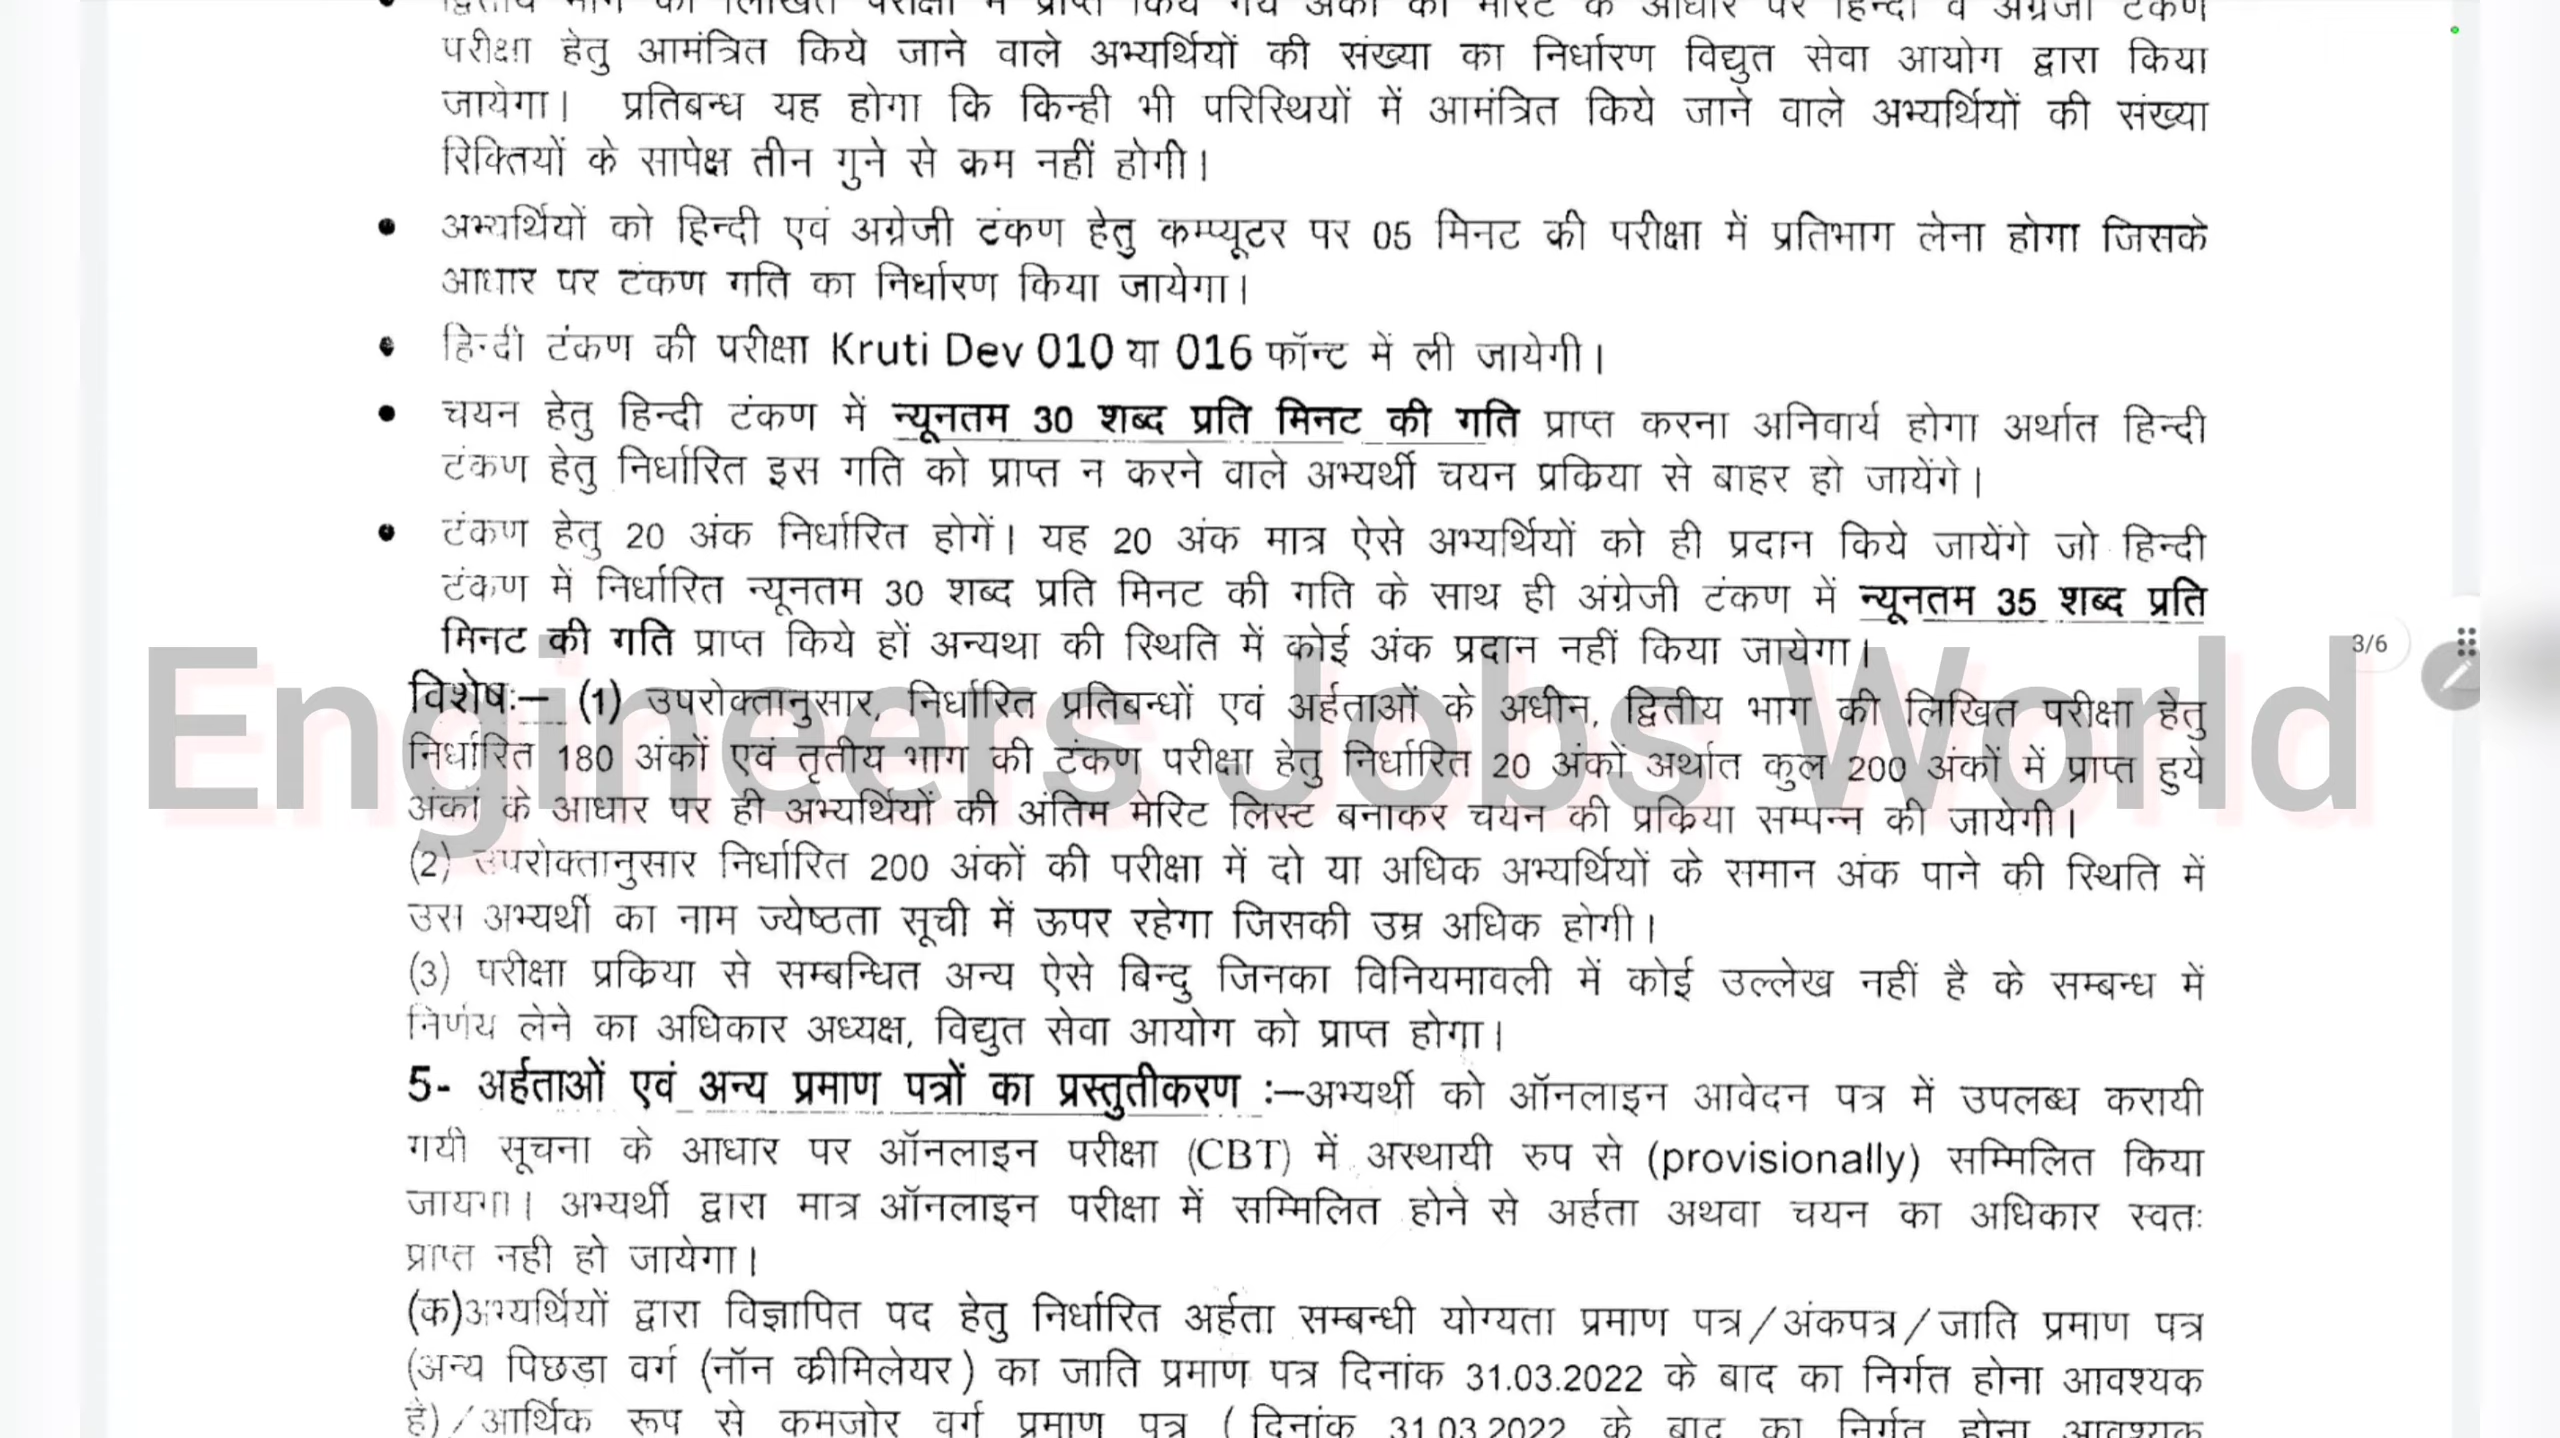 द्वितीय भाग की लिखित परीक्षा में प्राप्त किये गये अंकों की मेरिट के आधार पर हिन्दी व अंग्रेजी टंकण
परीक्षा हेतु आमंत्रित किये जाने वाले अभ्यर्थियों की संख्या का निर्धारण विद्युत सेवा आयोग द्वारा किया
जायेगा। प्रतिबन्ध यह होगा कि किन्ही भी परिस्थियों में आमंत्रित किये जाने वाले अभ्यर्थियों की संख्या
रिक्तियों के सापेक्ष तीन गुने से कम नहीं होगी।
• अभ्यर्थियों को हिन्दी एवं अग्रेजी टंकण हेतु कम्प्यूटर पर 05 मिनट की परीक्षा में प्रतिभाग लेना होगा जिसके
आधार पर टंकण गति का निर्धारण किया जायेगा।
• हिन्दी टंकण की परीक्षा Kruti Dev 010 या 016 फॉन्ट में ली जायेगी।
• चयन हेतु हिन्दी टंकण में न्यूनतम 30 शब्द प्रति मिनट की गति प्राप्त करना अनिवार्य होगा अर्थात हिन्दी
टंकण हेतु निर्धारित इस गति को प्राप्त न करने वाले अभ्यर्थी चयन प्रकिया से बाहर हो जायेंगे।
• टंकण हेतु 20 अंक निर्धारित होगें। यह 20 अंक मात्र ऐसे अभ्यर्थियों को ही प्रदान किये जायेंगे जो हिन्दी
टंकण में निर्धारित न्यूनतम 30 शब्द प्रति मिनट की गति के साथ ही अंग्रेजी टंकण में न्यूनतम 35 शब्द प्रति
मिनट की गति प्राप्त किये हों अन्यथा की स्थिति में कोई अंक प्रदान नहीं किया जायेगा।
3/6
Engineers Jobs World
विशेषः– (1) उपरोक्तानुसार, निर्धारित प्रतिबन्धों एवं अर्हताओं के अधीन, द्वितीय भाग की लिखित परीक्षा हेतु
निर्धारित 180 अंकों एवं तृतीय भाग की टंकण परीक्षा हेतु निर्धारित 20 अंकों अर्थात कुल 200 अंकों में प्राप्त हुये
अंकों के आधार पर ही अभ्यर्थियों की अंतिम मेरिट लिस्ट बनाकर चयन की प्रकिया सम्पन्न की जायेगी।
(2) उपरोक्तानुसार निर्धारित 200 अंकों की परीक्षा में दो या अधिक अभ्यर्थियों के समान अंक पाने की स्थिति में
उस अभ्यर्थी का नाम ज्येष्ठता सूची में ऊपर रहेगा जिसकी उम्र अधिक होगी।
(3) परीक्षा प्रकिया से सम्बन्धित अन्य ऐसे बिन्दु जिनका विनियमावली में कोई उल्लेख नहीं है के सम्बन्ध में
निर्णय लेने का अधिकार अध्यक्ष, विद्युत सेवा आयोग को प्राप्त होगा।
5- अर्हताओं एवं अन्य प्रमाण पत्रों का प्रस्तुतीकरण :–अभ्यर्थी को ऑनलाइन आवेदन पत्र में उपलब्ध करायी
गयी सूचना के आधार पर ऑनलाइन परीक्षा (CBT) में अस्थायी रुप से (provisionally) सम्मिलित किया
जायगा। अभ्यर्थी द्वारा मात्र ऑनलाइन परीक्षा में सम्मिलित होने से अर्हता अथवा चयन का अधिकार स्वतः
प्राप्त नही हो जायेगा।
(क)अभ्यर्थियों द्वारा विज्ञापित पद हेतु निर्धारित अर्हता सम्बन्धी योग्यता प्रमाण पत्र/अंकपत्र/जाति प्रमाण पत्र
(अन्य पिछडा वर्ग (नॉन कीमिलेयर) का जाति प्रमाण पत्र दिनांक 31.03.2022 के बाद का निर्गत होना आवश्यक
है)/आर्थिक रूप से कमजोर वर्ग प्रमाण पत्र (दिनांक 31.03.2022 के बाद का निर्गत होना आवश्यक